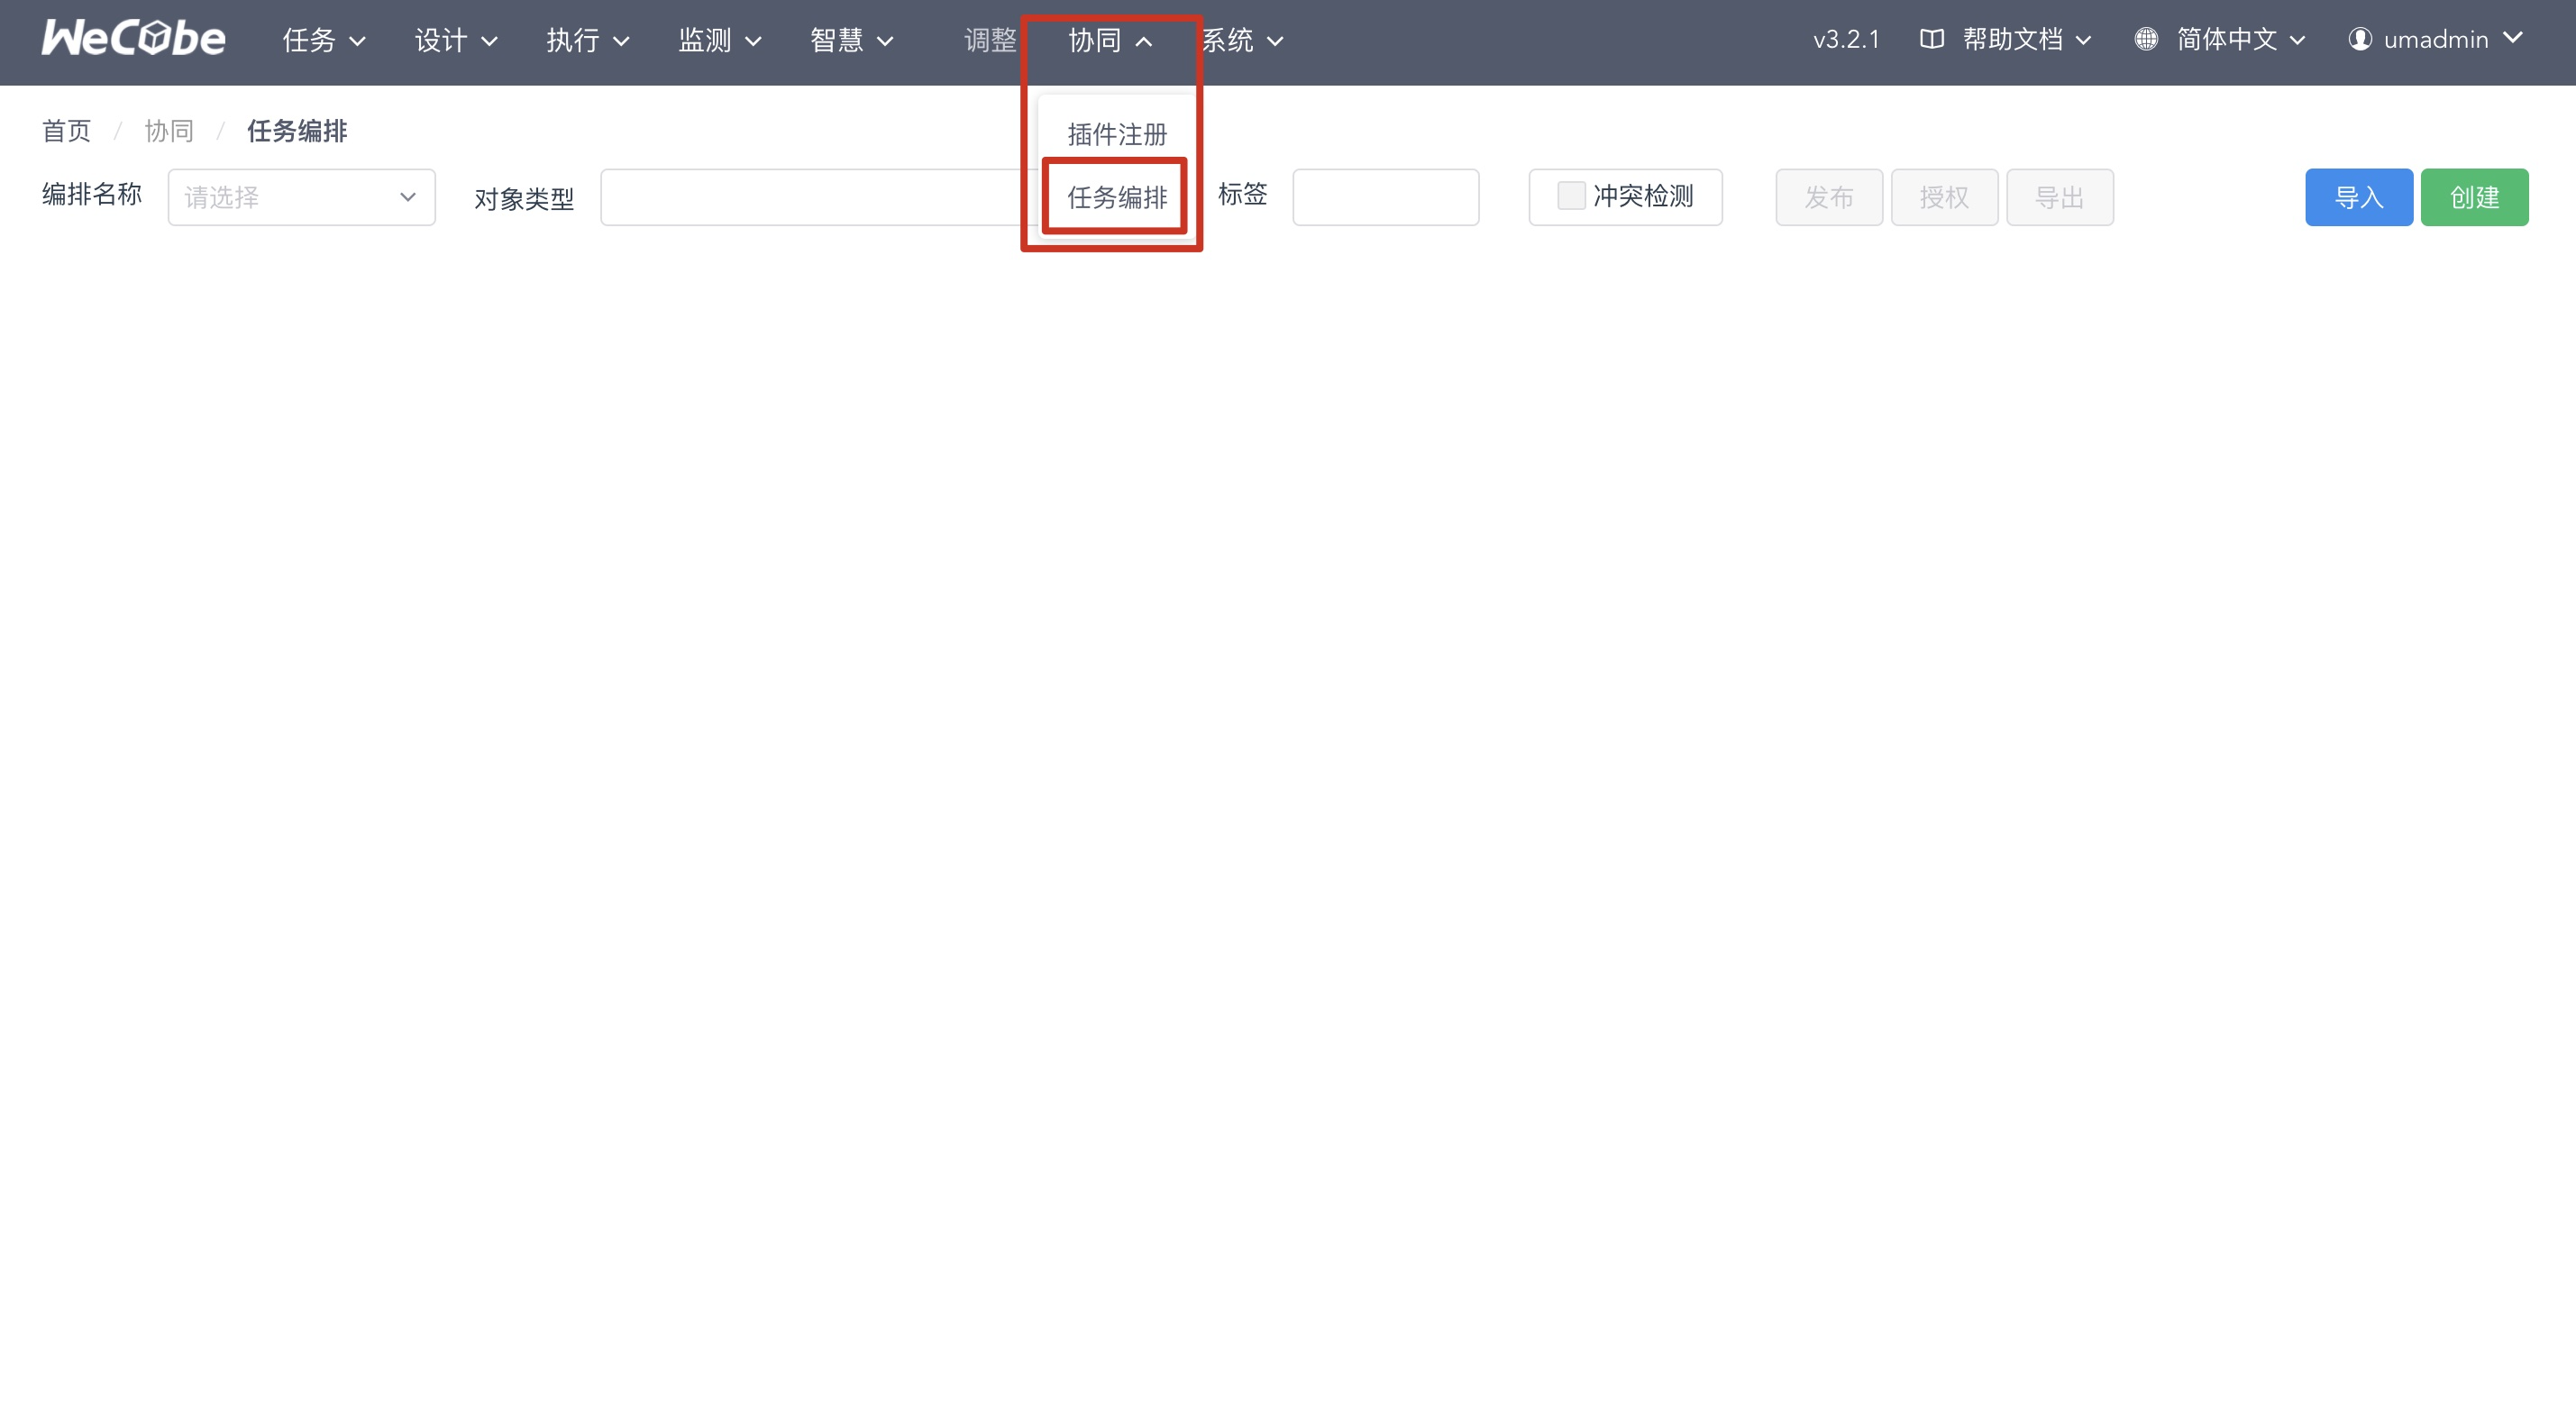 WeCube 任务 设计 执行 监测 智慧 调整 协同 系统 v3.2.1 帮助文档 简体中文 umadmin
首页 / 协同 / 任务编排
插件注册
编排名称 请选择 对象类型 任务编排 标签 冲突检测 发布 授权 导出 导入 创建